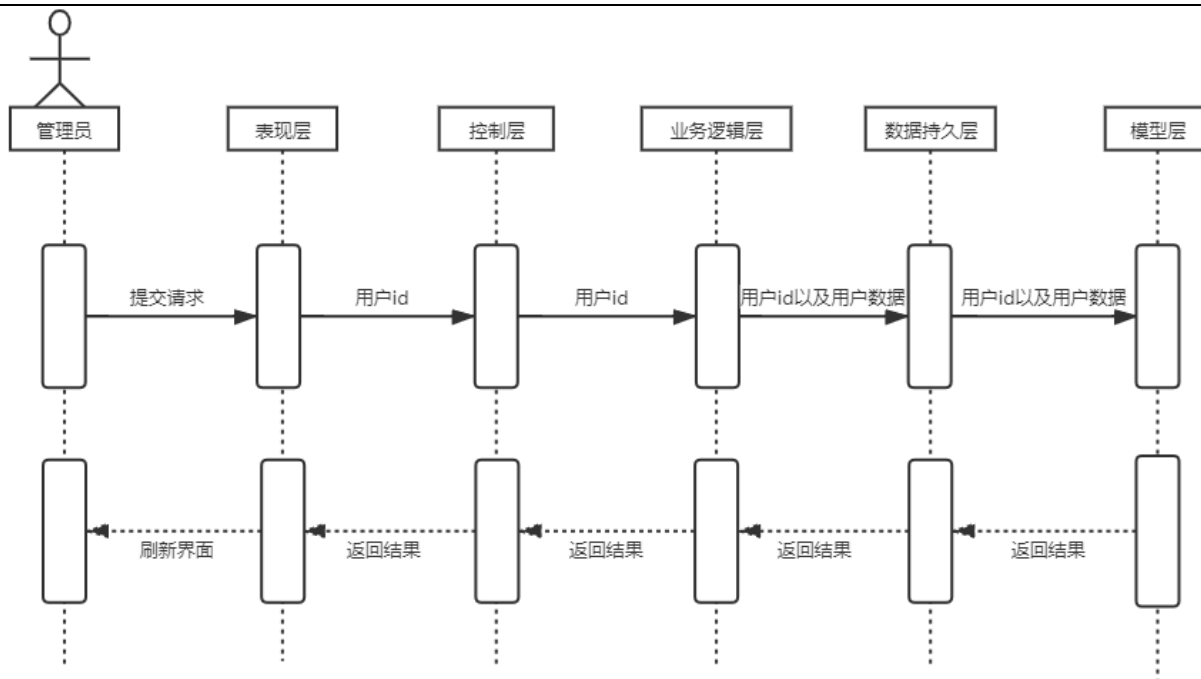 管理员
表现层
控制层
业务逻辑层
数据持久层
模型层
提交请求
用户id
用户id
用户id以及用户数据
用户id以及用户数据
刷新界面
返回结果
返回结果
返回结果
返回结果